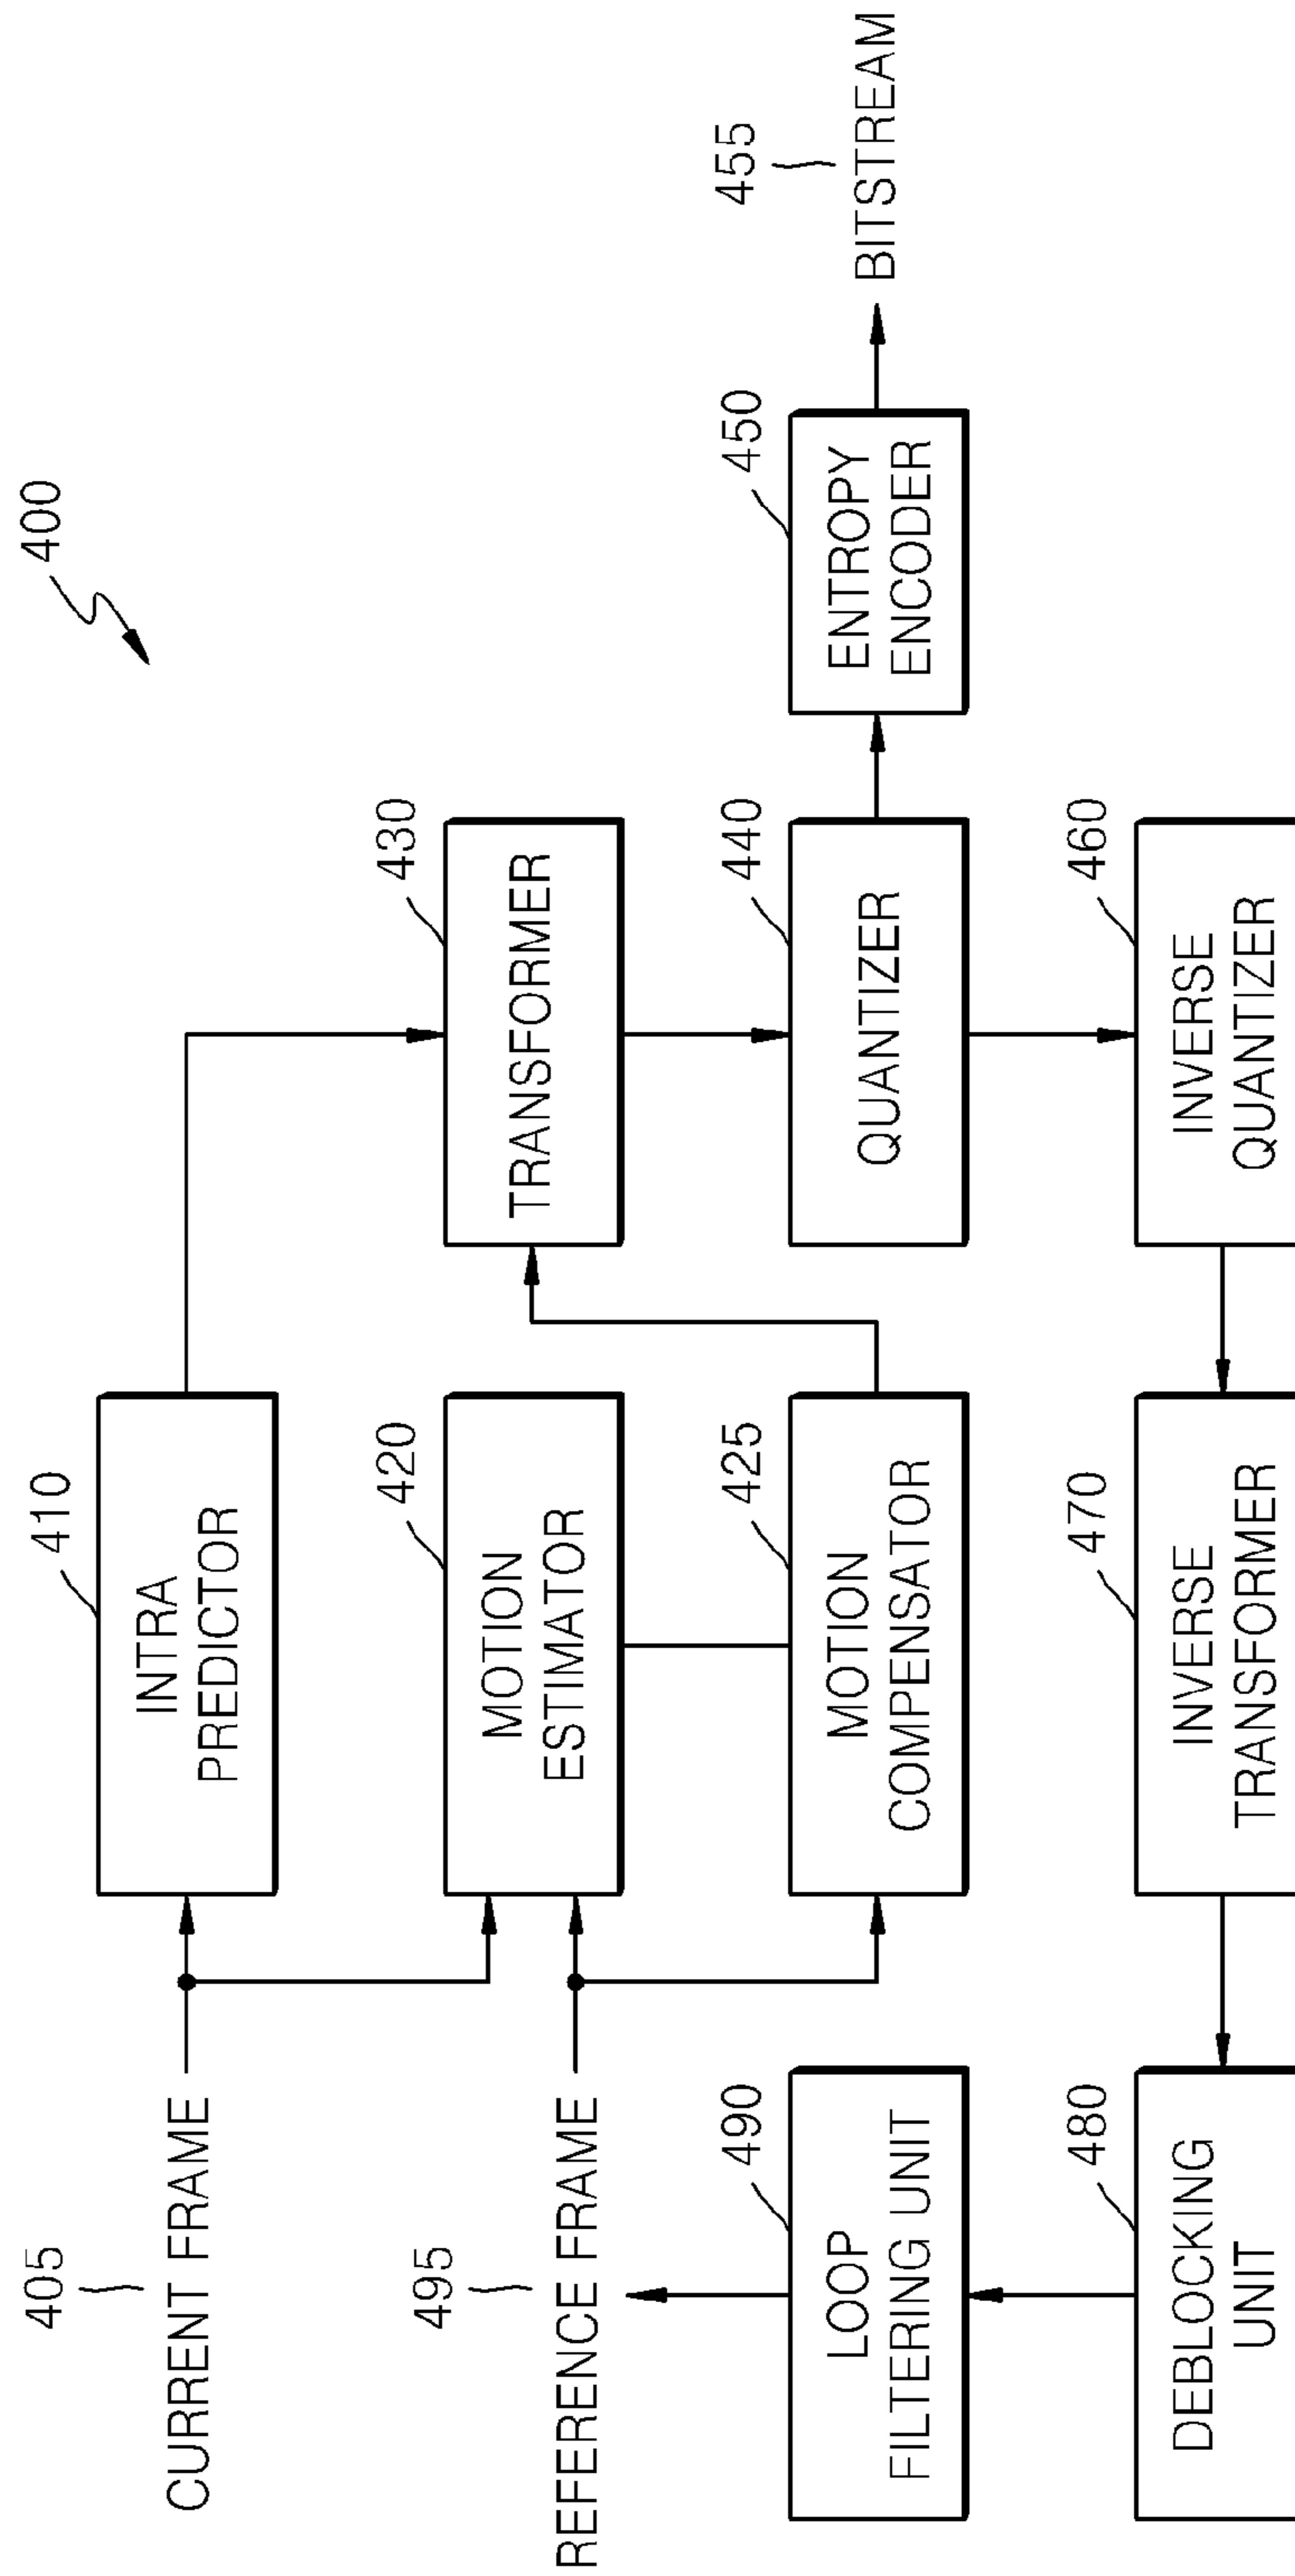 400
405
CURRENT FRAME
410
INTRA
PREDICTOR
495
REFERENCE FRAME
420
MOTION
ESTIMATOR
430
TRANSFORMER
490
LOOP
FILTERING UNIT
425
MOTION
COMPENSATOR
440
QUANTIZER
450
ENTROPY
ENCODER
455
BITSTREAM
480
DEBLOCKING
UNIT
470
INVERSE
TRANSFORMER
460
INVERSE
QUANTIZER